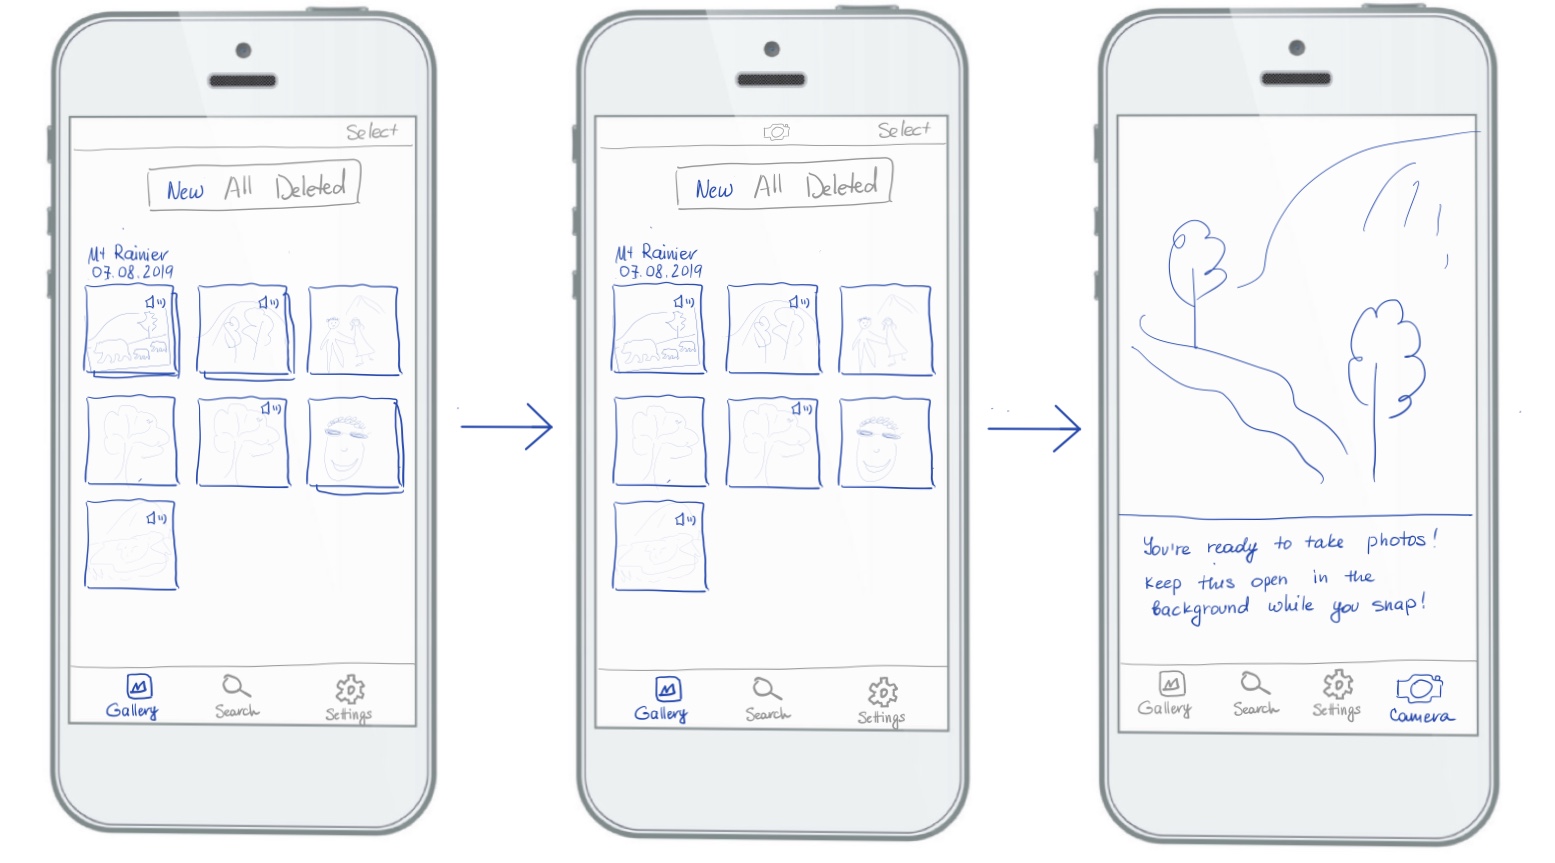 Select
New All Deleted
Mt Rainier
07.08.2019
Gallery Search Settings
Select
New All Deleted
Mt Rainier
07.08.2019
Gallery Search Settings
You're ready to take photos!
Keep this open in the
background while you snap!
Gallery Search Settings Camera